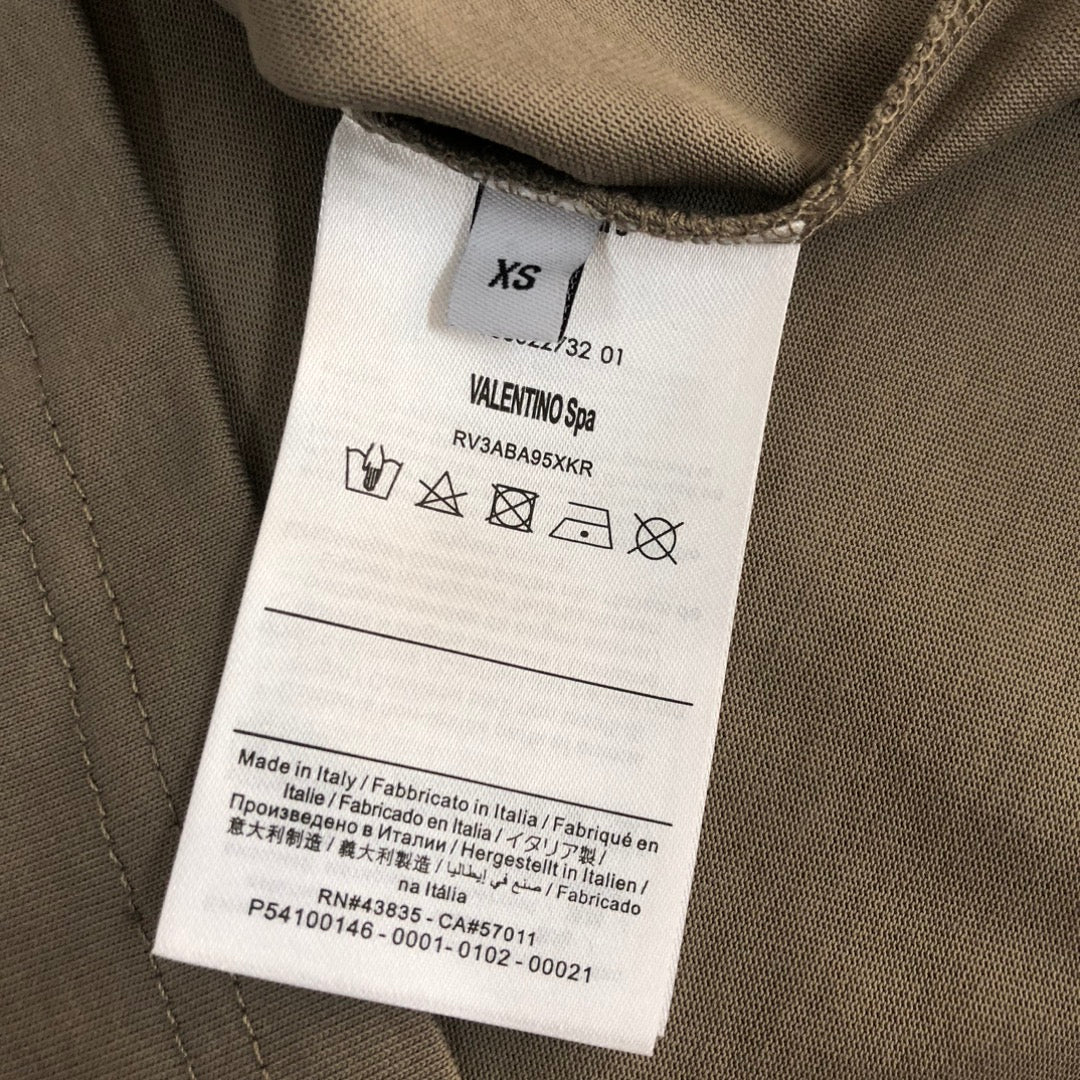 XS
01
VALENTINO Spa
RV3ABA95XKR
Made in Italy / Fabbricato in Italia / Fabriqué en
Italie / Fabricado en Italia / イタリア製 /
Произведено в Италии / Hergestellt in Italien /
意大利制造 / 義大利製造 / صنع في إيطاليا / Fabricado
na Itália
RN#43835 - CA#57011
P54100146 - 0001- 0102 - 00021